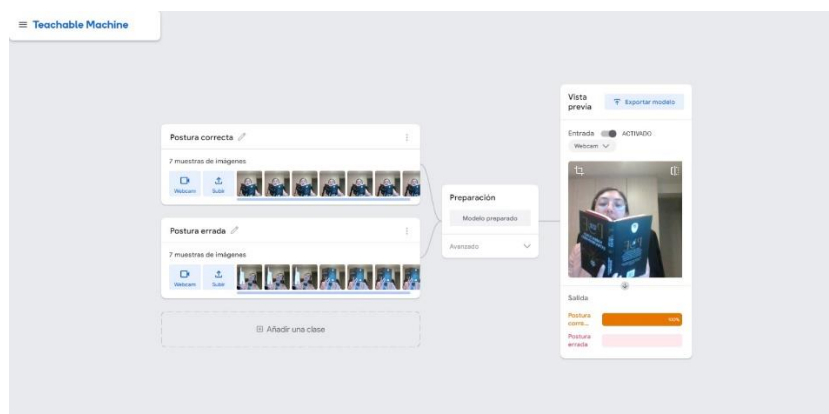 Teachable Machine
Postura correcta
7 muestras de imágenes
Webcam
Subir
Postura errada
7 muestras de imágenes
Webcam
Subir
Añadir una clase
Preparación
Modelo preparado
Avanzado
Vista
previa
Exportar modelo
Entrada
ACTIVADO
Webcam
Salida
Postura
corre...
Postura
errada